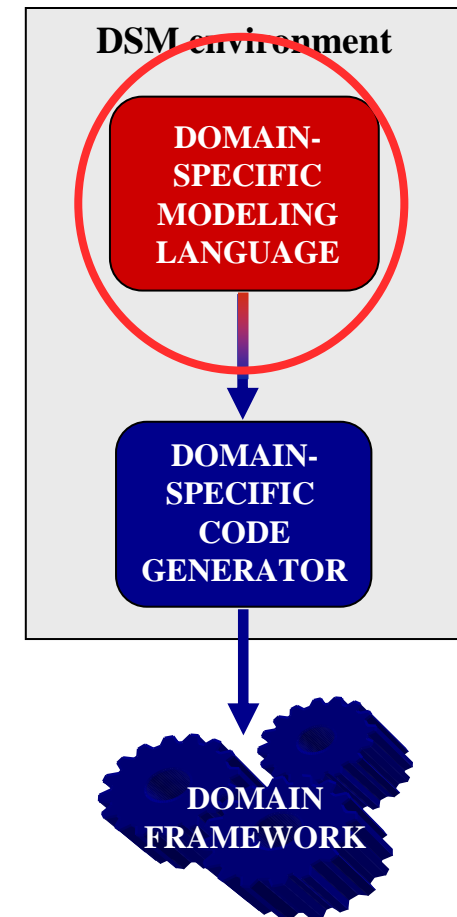 DSM environment
DOMAIN-
SPECIFIC
MODELING
LANGUAGE
DOMAIN-
SPECIFIC
CODE
GENERATOR
DOMAIN
FRAMEWORK